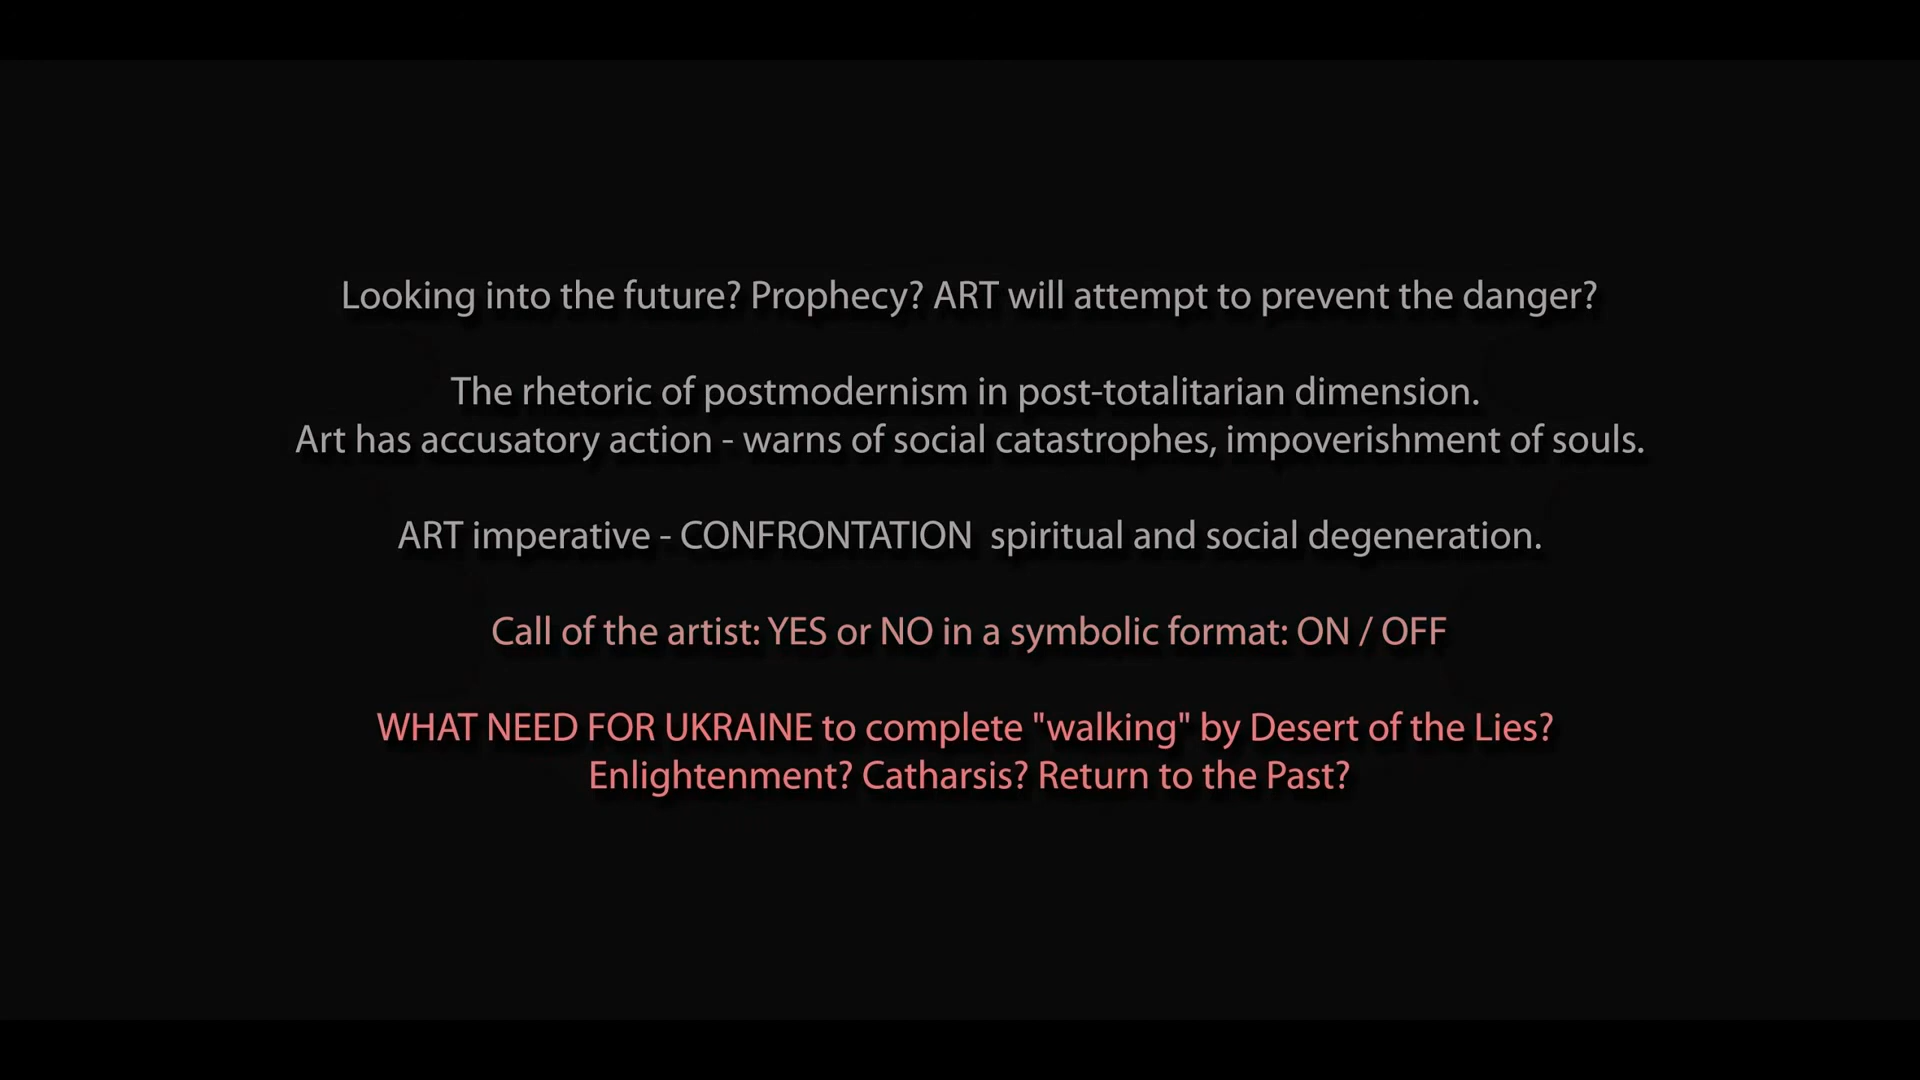 Looking into the future? Prophecy? ART will attempt to prevent the danger?
The rhetoric of postmodernism in post-totalitarian dimension.
Art has accusatory action - warns of social catastrophes, impoverishment of souls.
ART imperative - CONFRONTATION  spiritual and social degeneration.
Call of the artist: YES or NO in a symbolic format: ON / OFF
WHAT NEED FOR UKRAINE to complete "walking" by Desert of the Lies?
Enlightenment? Catharsis? Return to the Past?